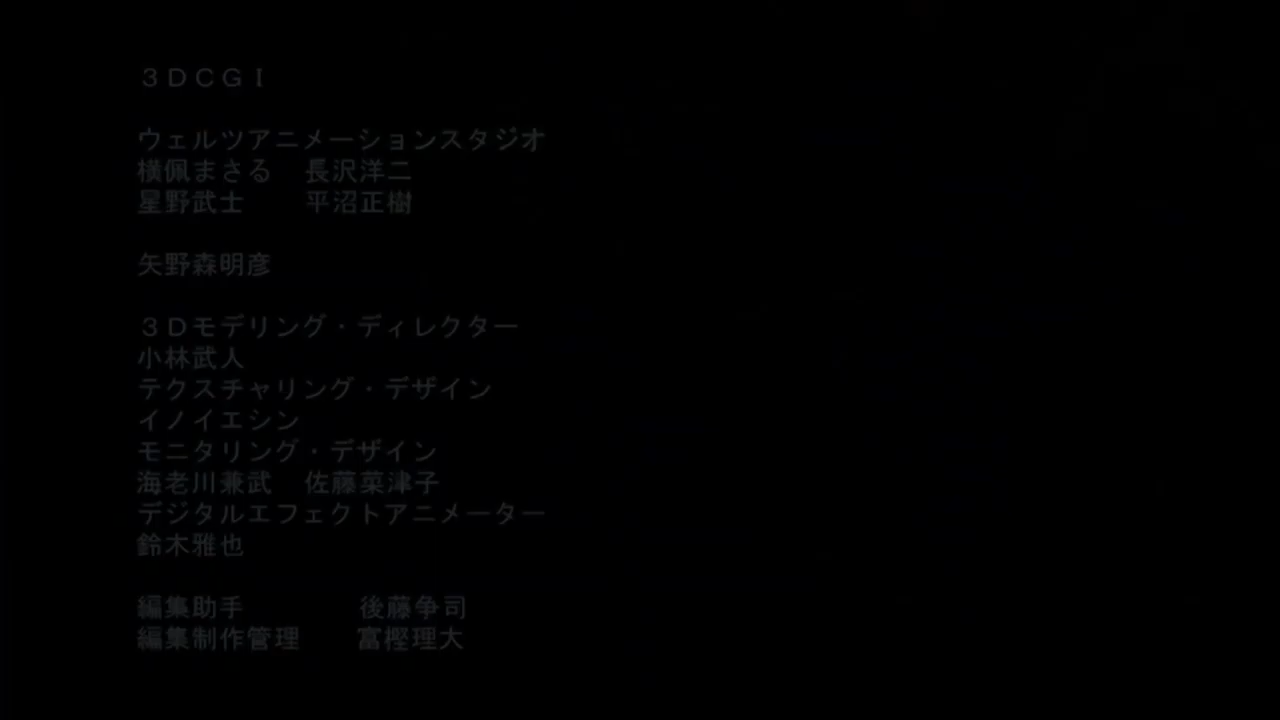 ３ＤＣＧＩ
ウェルツアニメーションスタジオ
横佩まさる　長沢洋二
星野武士　　平沼正樹
矢野森明彦
３Ｄモデリング・ディレクター
小林武人
テクスチャリング・デザイン
イノイエシン
モニタリング・デザイン
海老川兼武　佐藤菜津子
デジタルエフェクトアニメーター
鈴木雅也
編集助手　　　　後藤争司
編集制作管理　　富樫理大